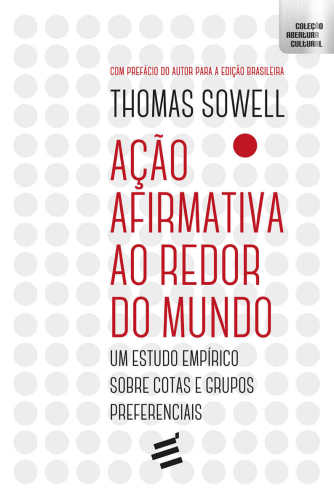 COLEÇÃO
ABERTURA
CULTURAL
COM PREFÁCIO DO AUTOR PARA A EDIÇÃO BRASILEIRA
THOMAS SOWELL
AÇÃO
AFIRMATIVA
AO REDOR
DO MUNDO
UM ESTUDO EMPÍRICO
SOBRE COTAS E GRUPOS
PREFERENCIAIS